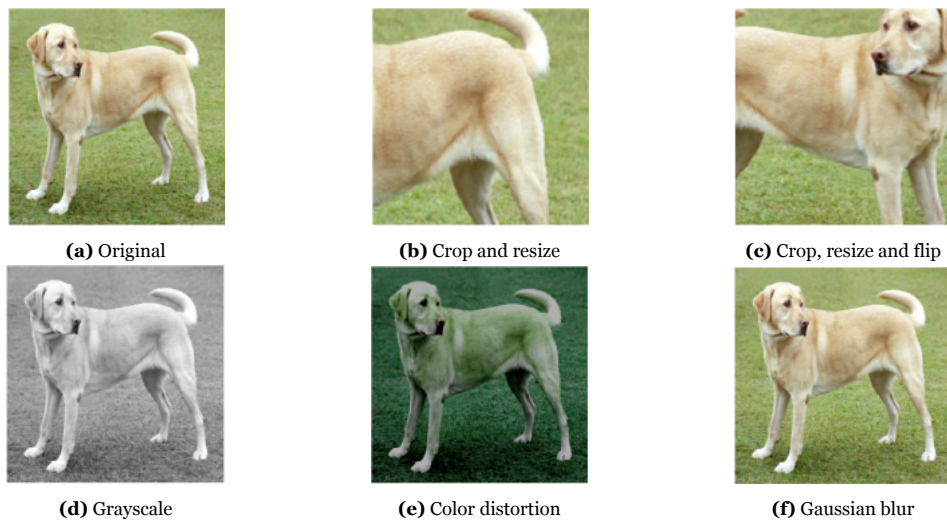 (a) Original
(b) Crop and resize
(c) Crop, resize and flip
(d) Grayscale
(e) Color distortion
(f) Gaussian blur